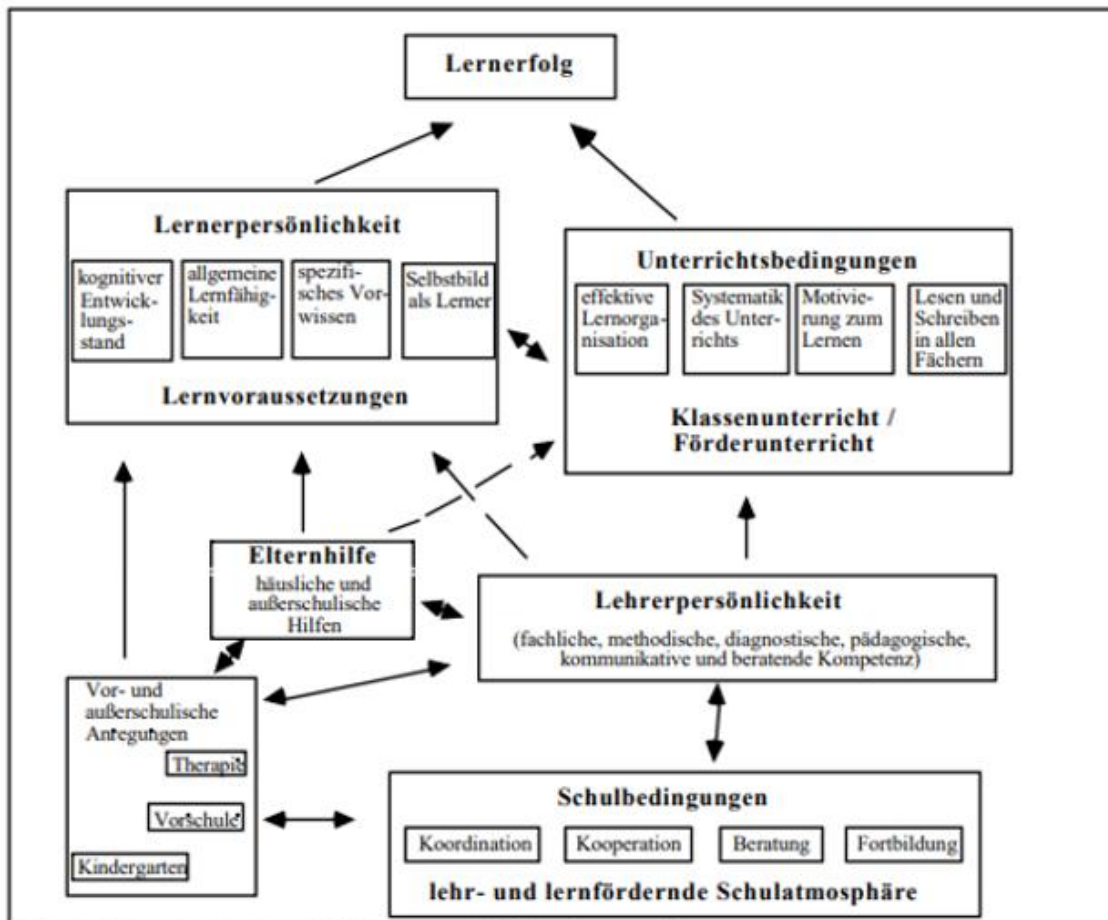 Lernerfolg
Lernerpersönlichkeit
kognitiver
Entwick-
lungs-
stand
allgemeine
Lernfähig-
keit
spezifi-
sches Vor-
wissen
Selbstbild
als Lerner
Lernvoraussetzungen
Unterrichtsbedingungen
effektive
Lernorga-
nisation
Systematik
des Unter-
richts
Motivie-
rung zum
Lernen
Lesen und
Schreiben
in allen
Fächern
Klassenunterricht /
Förderunterricht
Elternhilfe
häusliche und
außerschulische
Hilfen
Lehrerpersönlichkeit
(fachliche, methodische, diagnostische, pädagogische,
kommunikative und beratende Kompetenz)
Vor- und
außerschulische
Anregungen
Therapie
Vorschule
Kindergarten
Schulbedingungen
Koordination
Kooperation
Beratung
Fortbildung
lehr- und lernfördernde Schulatmosphäre